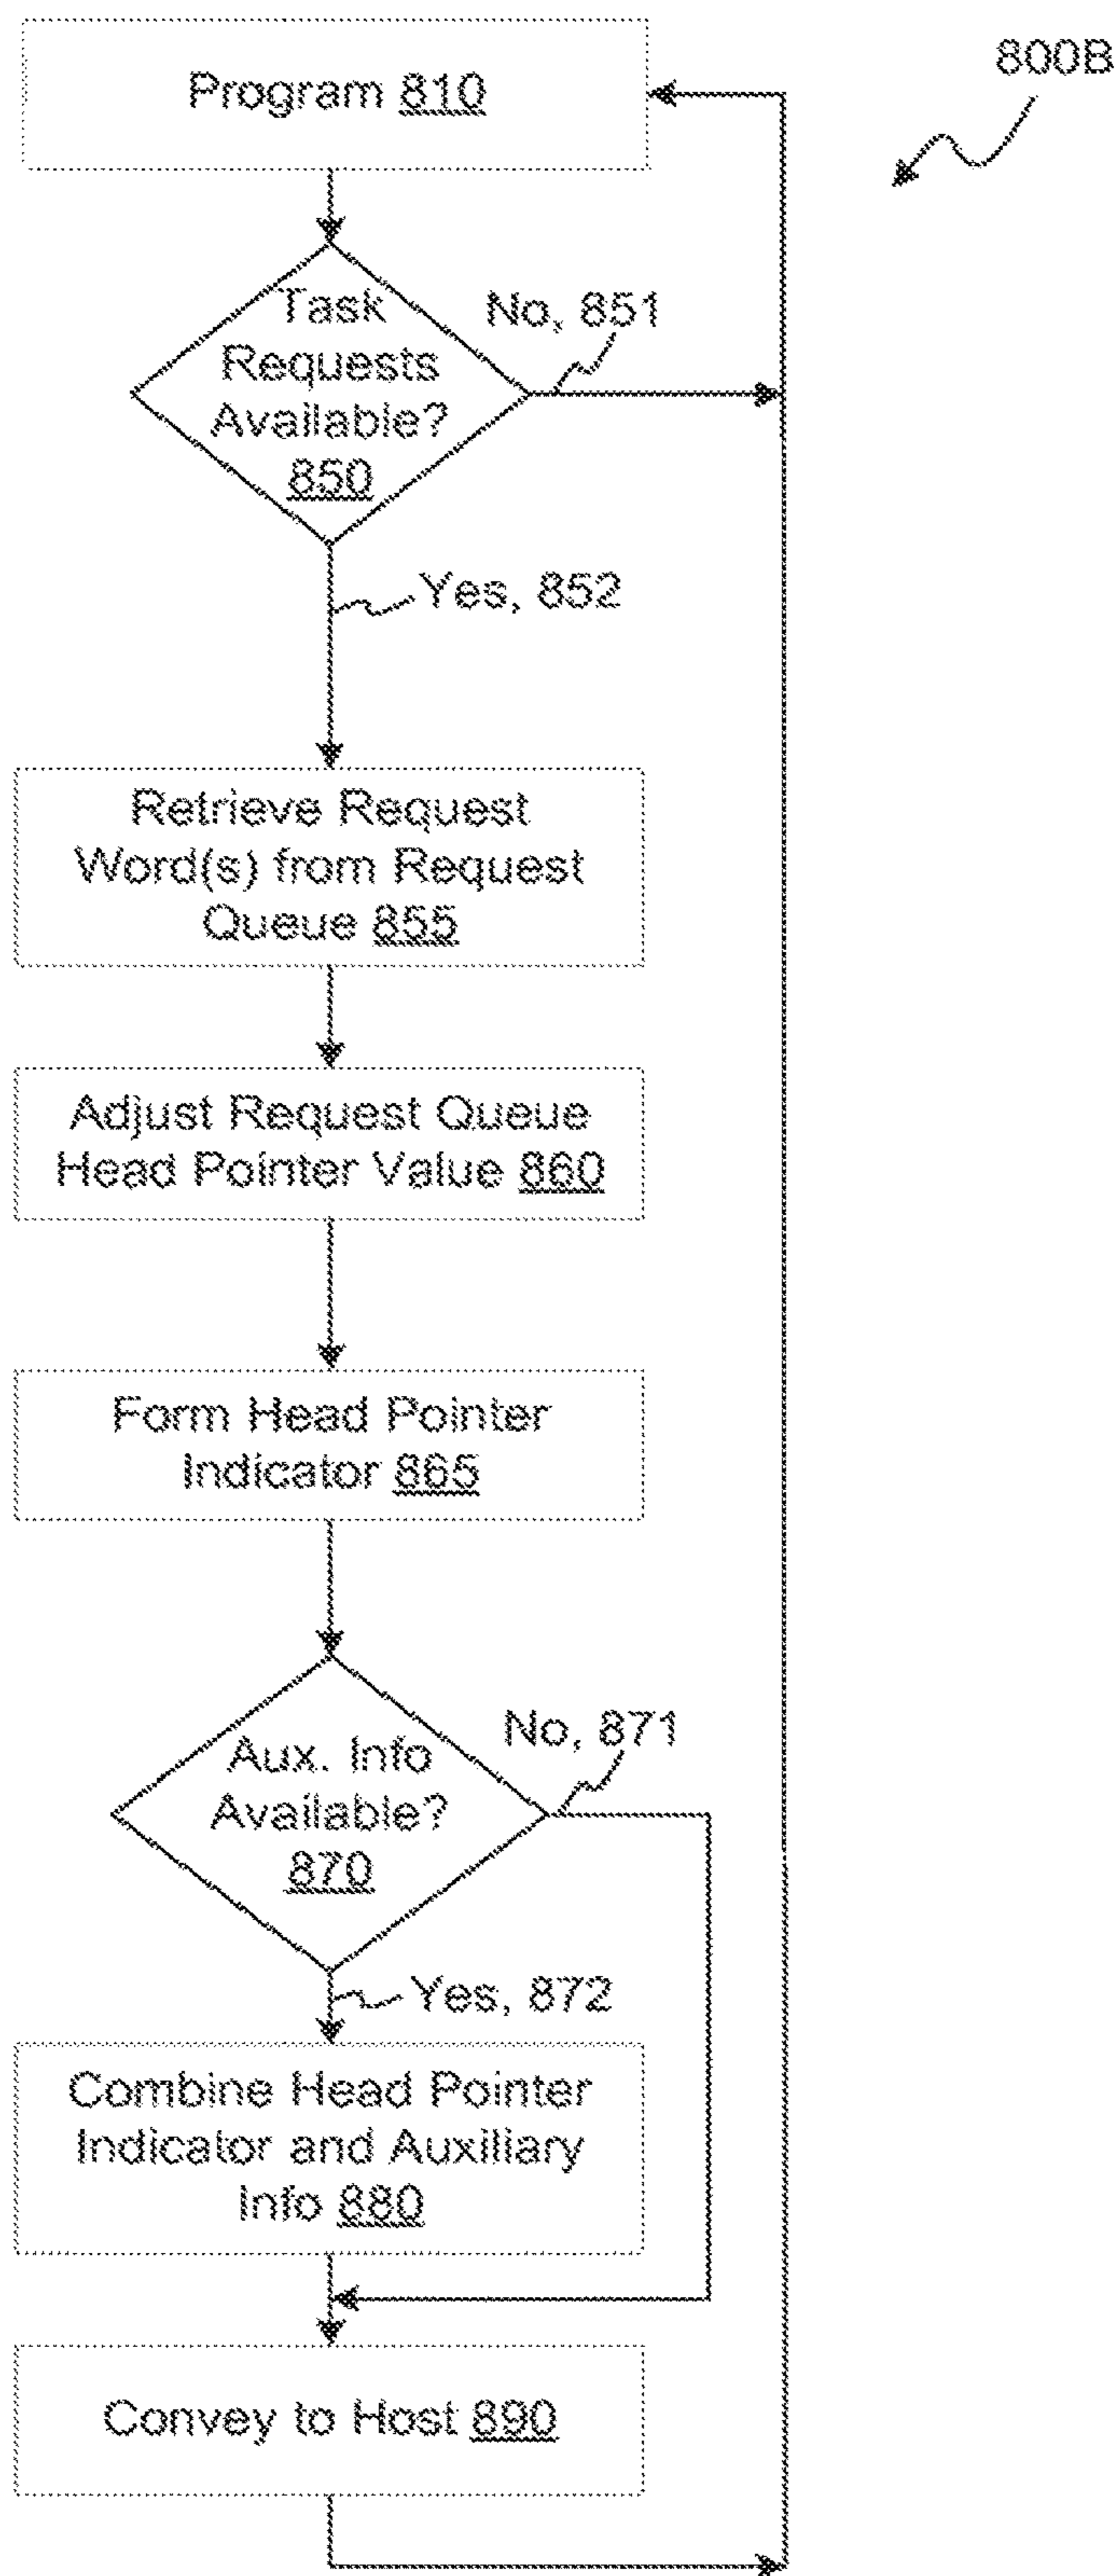 800B
Program 810
Task
Requests
Available?
850
No, 851
Yes, 852
Retrieve Request
Word(s) from Request
Queue 855
Adjust Request Queue
Head Pointer Value 860
Form Head Pointer
Indicator 865
Aux. Info
Available?
870
No, 871
Yes, 872
Combine Head Pointer
Indicator and Auxiliary
Info 880
Convey to Host 890